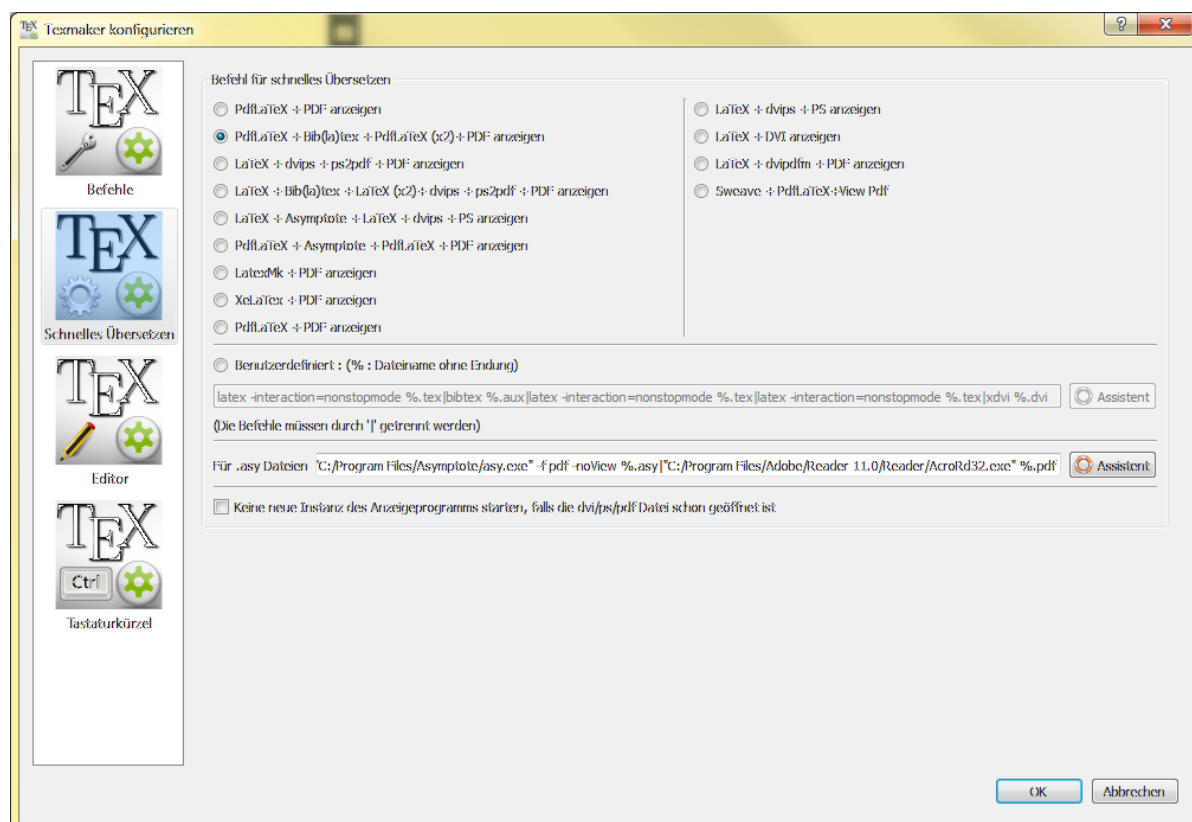 TEX Texmaker konfigurieren
TEX
Befehle
TEX
Schnelles Übersetzen
TEX
Editor
TEX
Ctrl
Tastaturkürzel
Befehl für schnelles Übersetzen
PdfLaTeX + PDF anzeigen
PdfLaTeX + Bib(la)tex + PdfLaTeX (x2)+ PDF anzeigen
LaTeX + dvips + ps2pdf + PDF anzeigen
LaTeX + Bib(la)tex + LaTeX (x2)+ dvips + ps2pdf + PDF anzeigen
LaTeX + Asymptote + LaTeX + dvips + PS anzeigen
PdfLaTeX + Asymptote + PdfLaTeX + PDF anzeigen
LatexMk + PDF anzeigen
XeLaTex + PDF anzeigen
PdfLaTeX + PDF anzeigen
LaTeX + dvips + PS anzeigen
LaTeX + DVI anzeigen
LaTeX + dvipdfm + PDF anzeigen
Sweave + PdfLaTeX+View Pdf
Benutzerdefiniert : (% : Dateiname ohne Endung)
latex -interaction=nonstopmode %.tex|bibtex %.aux|latex -interaction=nonstopmode %.tex|latex -interaction=nonstopmode %.tex|xdvi %.dvi Assistent
(Die Befehle müssen durch '|' getrennt werden)
Für .asy Dateien "C:/Program Files/Asymptote/asy.exe" -f pdf -noView %.asy|"C:/Program Files/Adobe/Reader 11.0/Reader/AcroRd32.exe" %.pdf Assistent
Keine neue Instanz des Anzeigeprogramms starten, falls die dvi/ps/pdf Datei schon geöffnet ist
OK Abbrechen